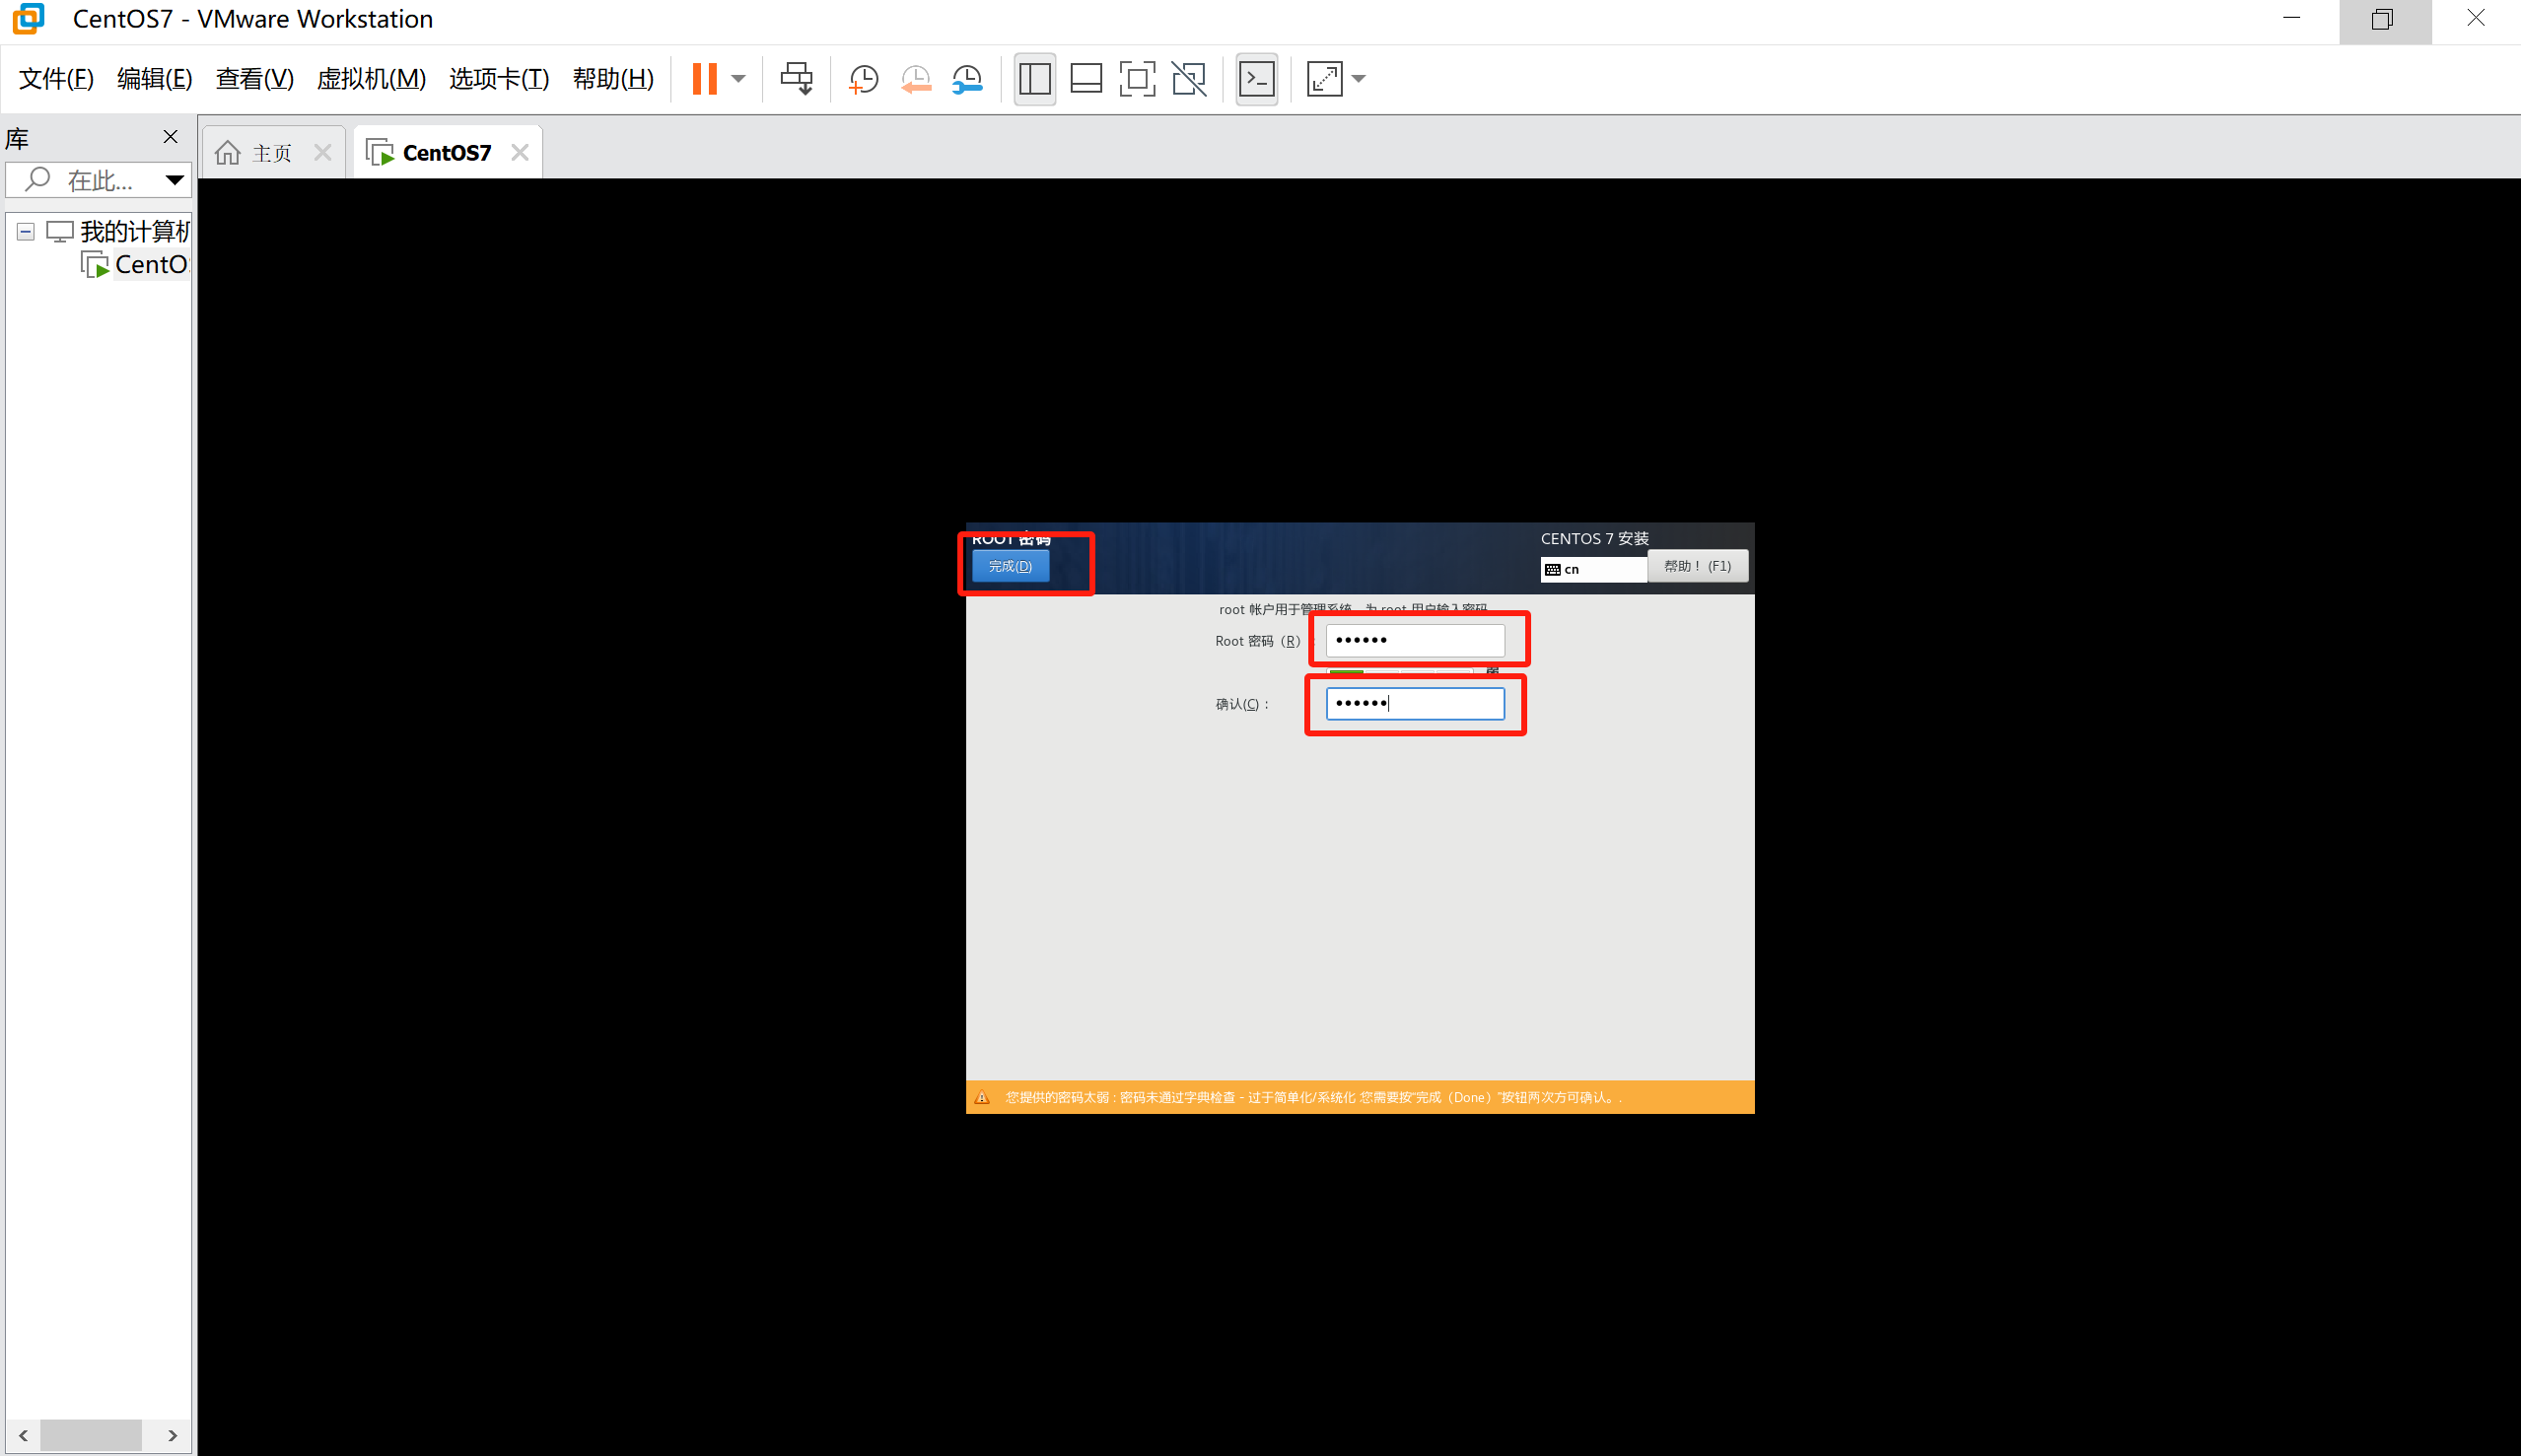 CentOS7 - VMware Workstation
文件(F) 编辑(E) 查看(V) 虚拟机(M) 选项卡(T) 帮助(H)
库
在此...
我的计算机
CentO
主页
CentOS7
ROOT 密码
完成(D)
CENTOS 7 安装
cn
帮助！ (F1)
root 帐户用于管理系统。为 root 用户输入密码
Root 密码（R）：
••••••
弱
确认(C)：
••••••
您提供的密码太弱 : 密码未通过字典检查 - 过于简单化/系统化 您需要按“完成（Done）”按钮两次方可确认。.